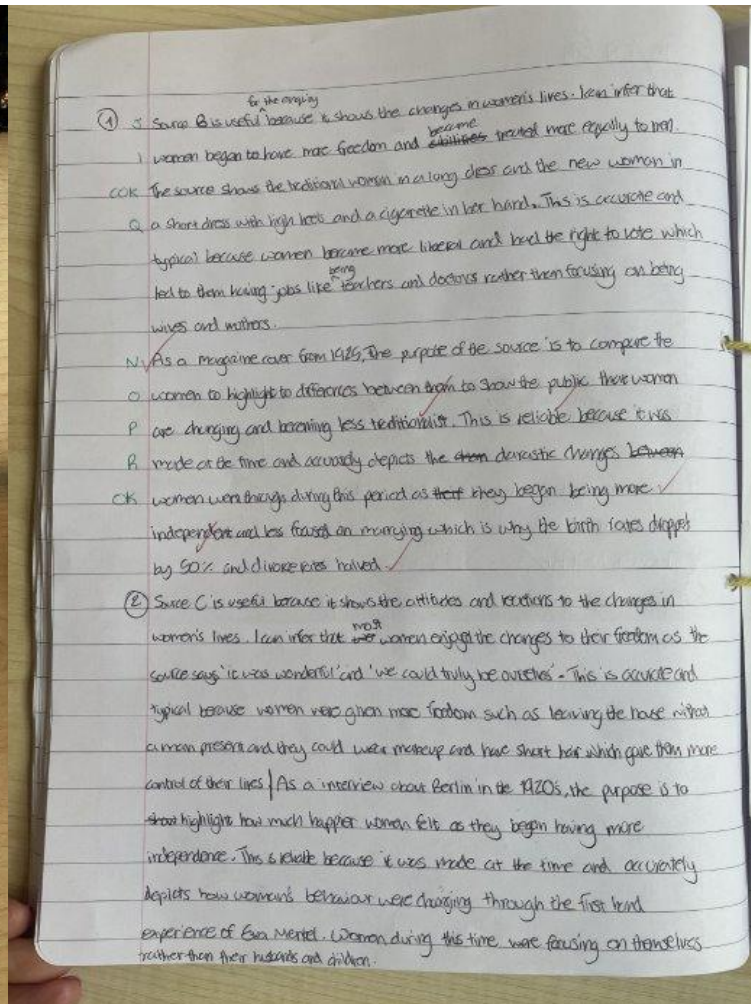 for the enquiry
① J Source B is useful because it shows the changes in women's lives. I can infer that
became
I women began to have more freedom and abilities treated more equally to men.
COK The source shows the traditional woman in a long dress and the new woman in
Q a short dress with high heels and a cigarette in her hand. This is accurate and
typical because women became more liberal and had the right to vote which
being
led to them having jobs like teachers and doctors rather then focusing on being
wives and mothers.
N As a magazine cover from 1925, the purpose of the source is to compare the
O women to highlight to differences between them to show the public that women
P are changing and becoming less traditionalist. This is reliable because it was
R made at the time and accurately depicts the them darastic changes between
OK women went through during this period as their they began being more
independent and less focused on marrying which is why the birth rates dropped
by 50% and divorce rates halved.
② Source C is useful because it shows the attitudes and reactions to the changes in
most
women's lives. I can infer that women enjoyed the changes to their freedom as the
source says 'it was wonderful' and 'we could truly be ourselves'. This is accurate and
typical because women were given more freedom such as leaving the house without
a man present and they could wear makeup and have short hair which gave them more
control of their lives | As a interview about Berlin in the 1920s, the purpose is to
show highlight how much happier women felt as they began having more
independence. This is reliable because it was made at the time and accurately
depicts how woman's behaviour were changing through the first hand
experience of Eva Mentel. Women during this time were focusing on themselves
rather than their husbands and children.